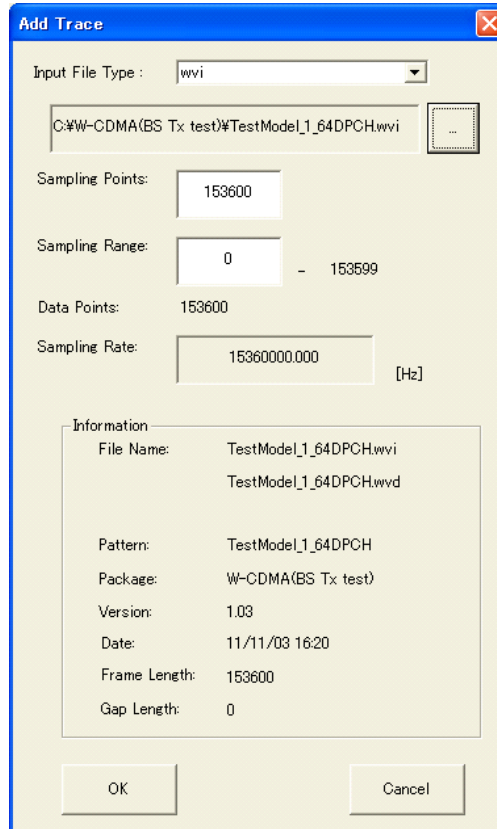 Add Trace
Input File Type : wvi
C:¥W-CDMA(BS Tx test)¥TestModel_1_64DPCH.wvi ...
Sampling Points: 153600
Sampling Range: 0 - 153599
Data Points: 153600
Sampling Rate: 15360000.000 [Hz]
Information
File Name: TestModel_1_64DPCH.wvi
TestModel_1_64DPCH.wvd
Pattern: TestModel_1_64DPCH
Package: W-CDMA(BS Tx test)
Version: 1.03
Date: 11/11/03 16:20
Frame Length: 153600
Gap Length: 0
OK Cancel